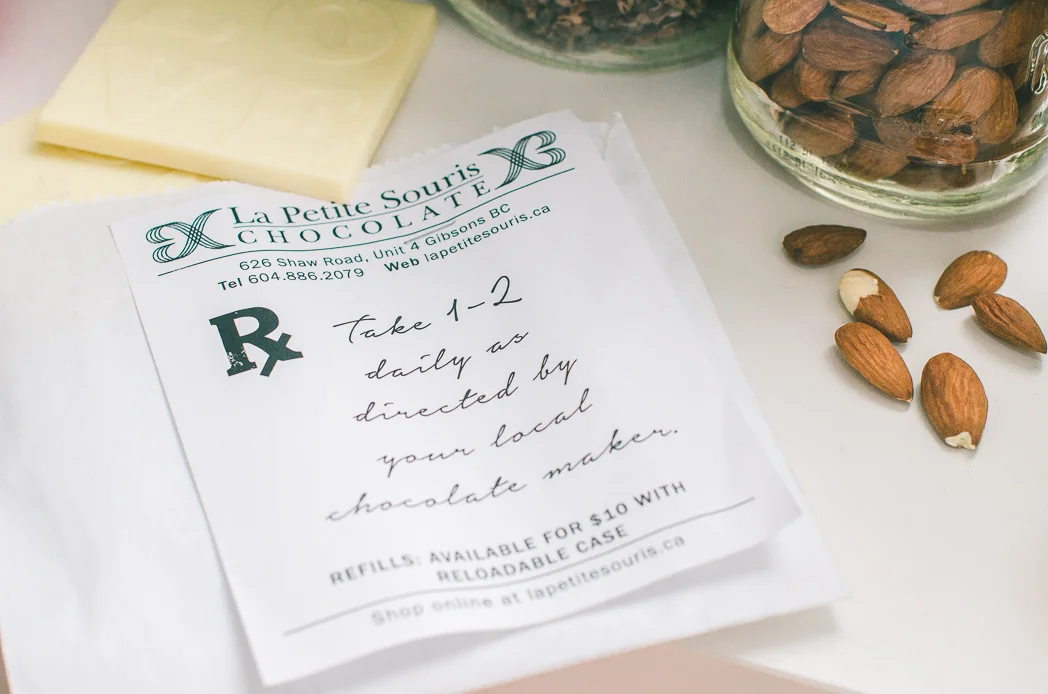 La Petite Souris
CHOCOLATE
626 Shaw Road, Unit 4 Gibsons BC
Tel 604.886.2079 Web lapetitesouris.ca
Rx
Take 1-2
daily as
directed by
your local
chocolate maker.
REFILLS: AVAILABLE FOR $10 WITH
RELOADABLE CASE
Shop online at lapetitesouris.ca